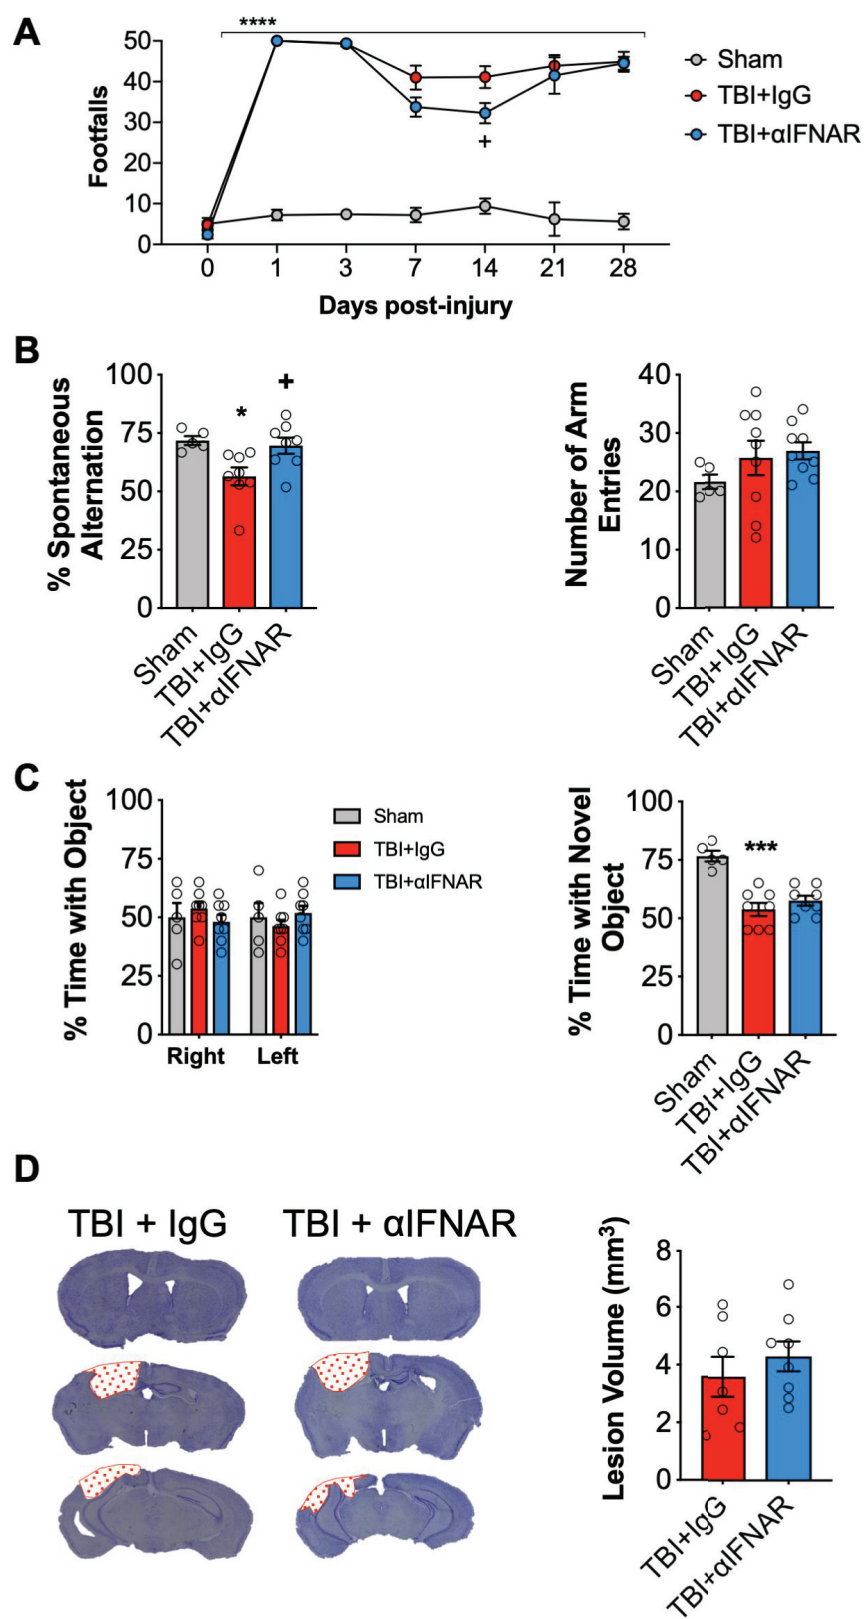 A
****
50
40
30
20
10
0
Footfalls
+
0 1 3 7 14 21 28
Days post-injury
Sham
TBI+IgG
TBI+αIFNAR
B
100
75
50
25
0
% Spontaneous
Alternation
*
+
Sham
TBI+IgG
TBI+αIFNAR
40
30
20
10
0
Number of Arm
Entries
Sham
TBI+IgG
TBI+αIFNAR
C
100
75
50
25
0
% Time with Object
Right Left
Sham
TBI+IgG
TBI+αIFNAR
100
75
50
25
0
% Time with Novel
Object
***
Sham
TBI+IgG
TBI+αIFNAR
D
TBI + IgG TBI + αIFNAR
8
6
4
2
0
Lesion Volume (mm³)
TBI+IgG
TBI+αIFNAR